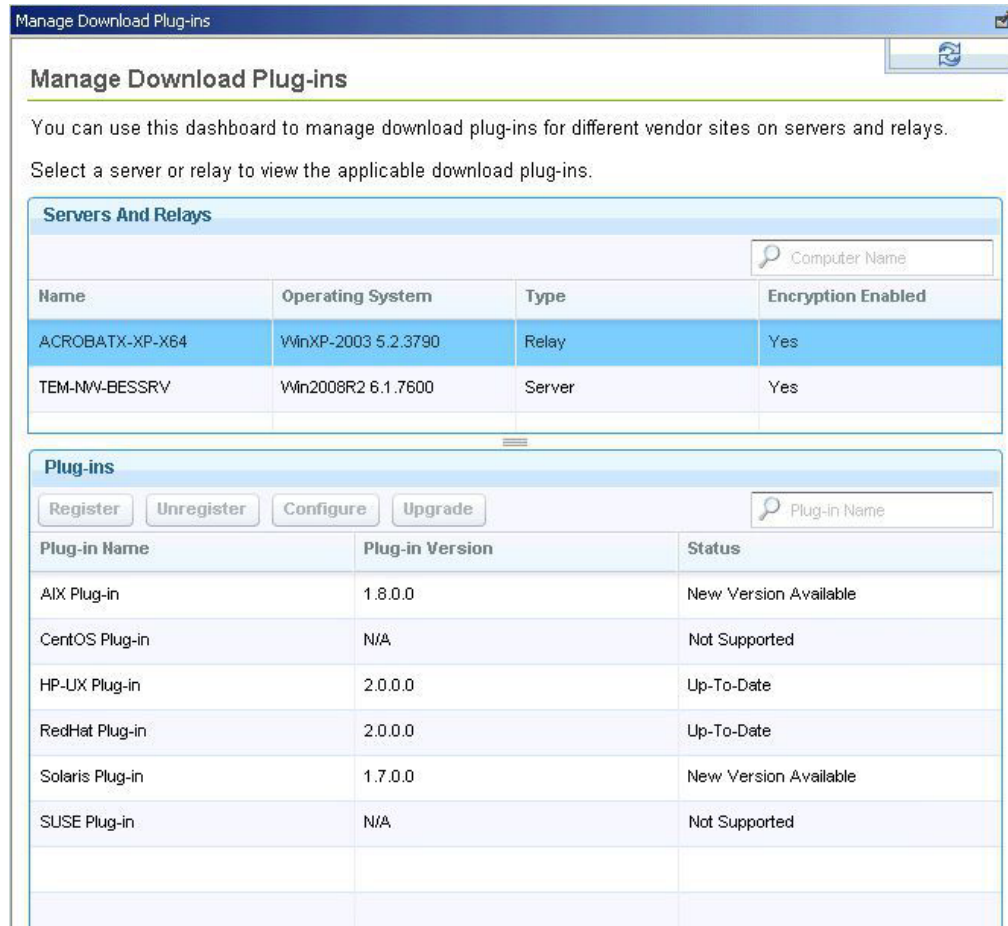 Manage Download Plug-ins
Manage Download Plug-ins
You can use this dashboard to manage download plug-ins for different vendor sites on servers and relays.
Select a server or relay to view the applicable download plug-ins.
Servers And Relays
Computer Name
Name Operating System Type Encryption Enabled
ACROBATX-XP-X64 WinXP-2003 5.2.3790 Relay Yes
TEM-NW-BESSRV Win2008R2 6.1.7600 Server Yes
Plug-ins
Register Unregister Configure Upgrade Plug-in Name
Plug-in Name Plug-in Version Status
AIX Plug-in 1.8.0.0 New Version Available
CentOS Plug-in N/A Not Supported
HP-UX Plug-in 2.0.0.0 Up-To-Date
RedHat Plug-in 2.0.0.0 Up-To-Date
Solaris Plug-in 1.7.0.0 New Version Available
SUSE Plug-in N/A Not Supported